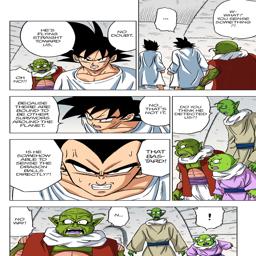 W-
WHAT?
YOU SENSE
SOMETHING
?!
NO
DOUBT.
HE'S
FLYING
STRAIGHT
TOWARD
US.
OH
NO!!
DO YOU
THINK HE
DETECTED
US?!
NO...
THAT'S
NOT IT.
BECAUSE
THERE ARE
BOUND TO
BE OTHER
SURVIVORS
AROUND THE
PLANET.
THAT
BAS-
TARD!
IS HE
SOMEHOW
ABLE TO
SENSE THE
DRAGON
BALLS
DIRECTLY?!
!
N...
NO
WAY!